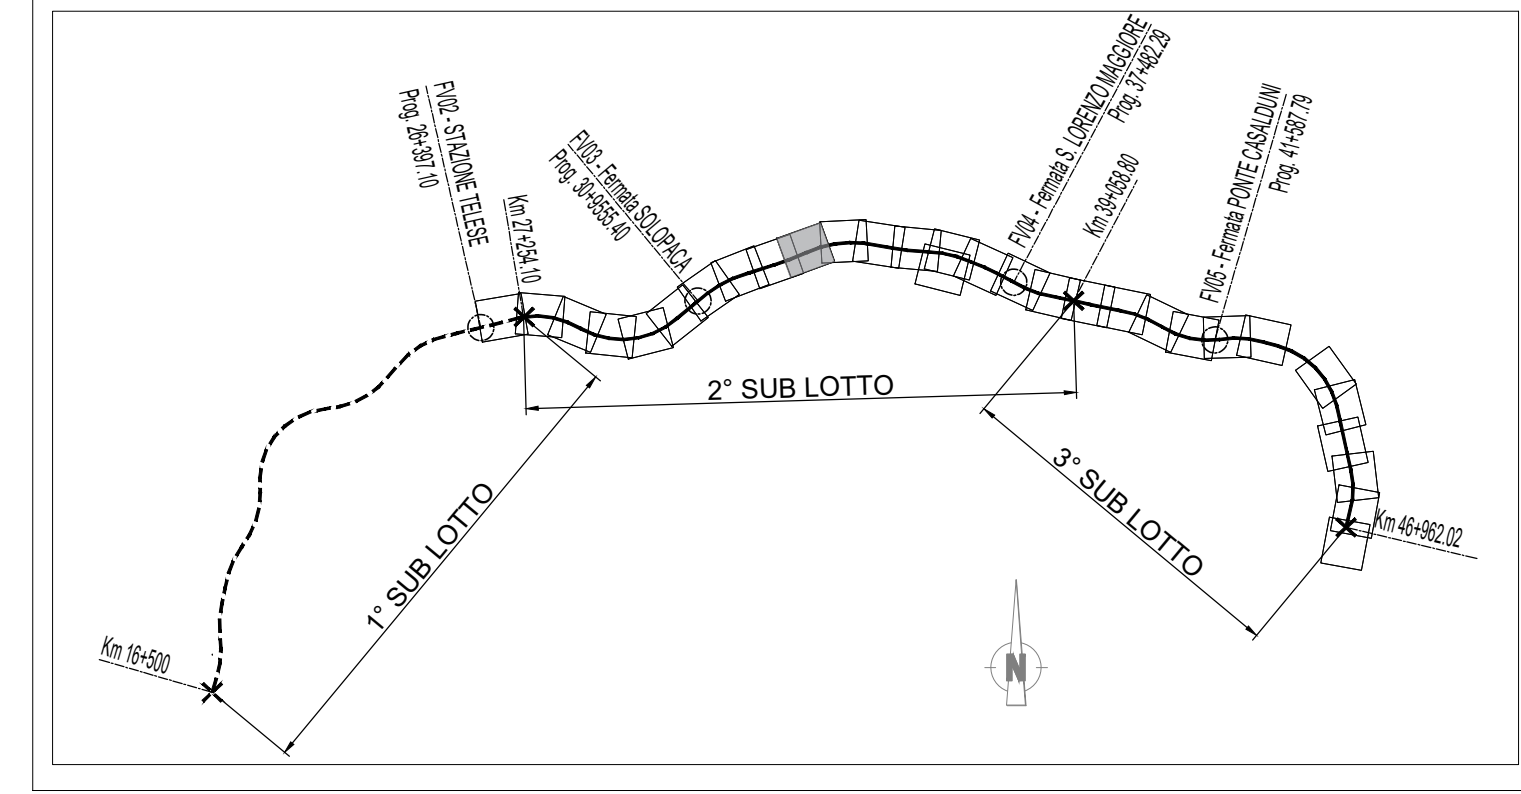 FV02 - STAZIONE TELESE
Prog. 26+397.10
Km 27+254.10
FV03 - Fermata SOLOPACA
Prog. 30+9555.40
FV04 - Fermata S. LORENZO MAGGIORE
Prog. 37+482.29
Km 39+058.80
FV05 - Fermata PONTE CASALDUNI
Prog. 41+587.79
2° SUB LOTTO
1° SUB LOTTO
3° SUB LOTTO
Km 46+962.02
Km 16+500
N